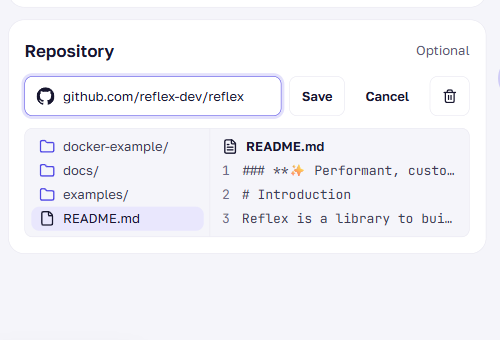 Repository
Optional
github.com/reflex-dev/reflex
Save
Cancel
docker-example/
docs/
examples/
README.md
README.md
1 ### **✨ Performant, custo…
2 # Introduction
3 Reflex is a library to bui…